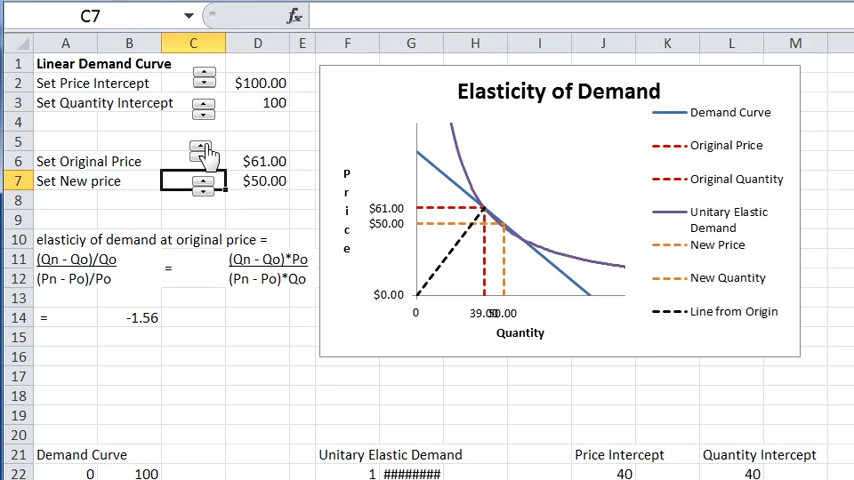 C7 fx
A B C D E F G H I J K L M
1 Linear Demand Curve
2 Set Price Intercept $100.00
3 Set Quantity Intercept 100
4
5
6 Set Original Price $61.00
7 Set New price $50.00
8
9
10 elasticiy of demand at original price =
11 (Qn - Qo)/Qo = (Qn - Qo)*Po
12 (Pn - Po)/Po (Pn - Po)*Qo
13
14 = -1.56
15
16
17
18
19
20
21 Demand Curve Unitary Elastic Demand Price Intercept Quantity Intercept
22 0 100 1 ######## 40 40
Elasticity of Demand
Price
$61.00
$50.00
$0.00
0 39.00 50.00
Quantity
Demand Curve
Original Price
Original Quantity
Unitary Elastic
Demand
New Price
New Quantity
Line from Origin